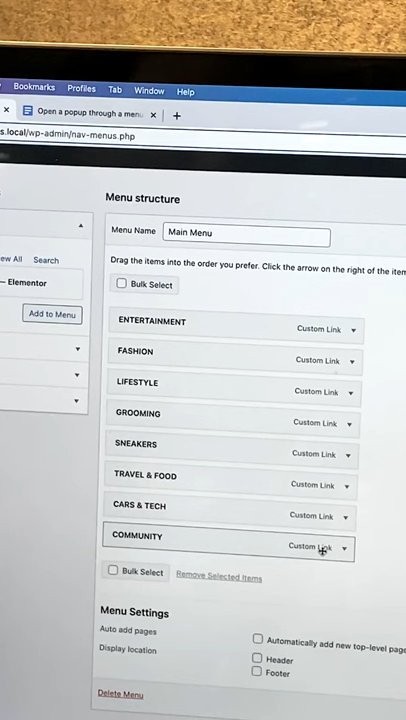 Bookmarks Profiles Tab Window Help
Open a popup through a menu
s.local/wp-admin/nav-menus.php
Menu structure
Menu Name Main Menu
Drag the items into the order you prefer. Click the arrow on the right of the item
View All Search
Bulk Select
— Elementor
Add to Menu
ENTERTAINMENT Custom Link
FASHION Custom Link
LIFESTYLE Custom Link
GROOMING Custom Link
SNEAKERS Custom Link
TRAVEL & FOOD Custom Link
CARS & TECH Custom Link
COMMUNITY Custom Link
Bulk Select Remove Selected Items
Menu Settings
Auto add pages Automatically add new top-level page
Display location Header
Footer
Delete Menu